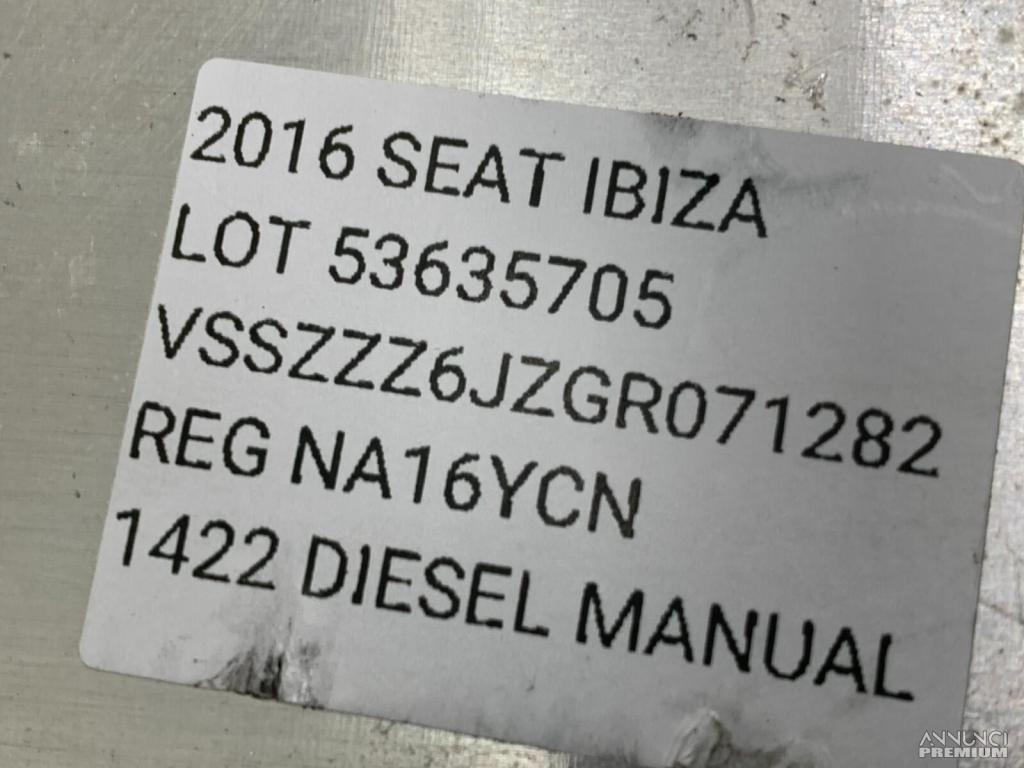 2016 SEAT IBIZA
LOT 53635705
VSSZZZ6JZGR071282
REG NA16YCN
1422 DIESEL MANUAL
ANNUNCI
PREMIUM